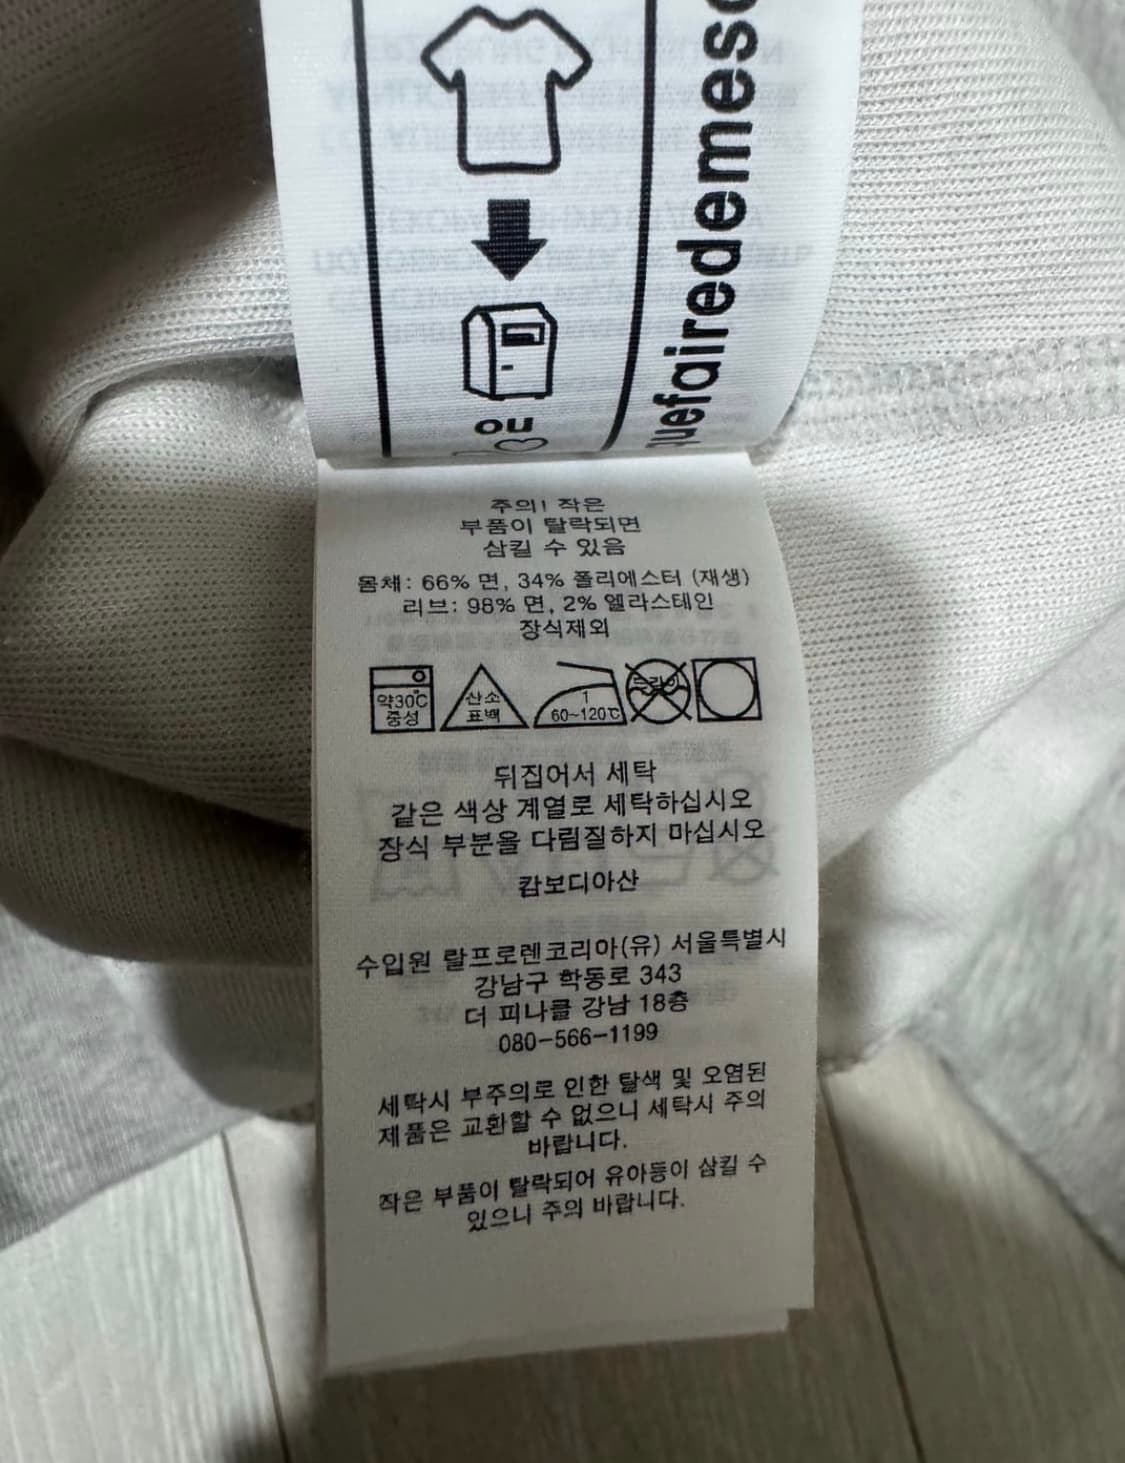 quefairedemesd
ou
주의! 작은
부품이 탈락되면
삼킬 수 있음
몸체: 66% 면, 34% 폴리에스터 (재생)
리브: 98% 면, 2% 엘라스테인
장식제외
약30℃
중성
산소
표백
1
60~120℃
드라이
뒤집어서 세탁
같은 색상 계열로 세탁하십시오
장식 부분을 다림질하지 마십시오
캄보디아산
수입원 랄프로렌코리아(유) 서울특별시
강남구 학동로 343
더 피나클 강남 18층
080-566-1199
세탁시 부주의로 인한 탈색 및 오염된
제품은 교환할 수 없으니 세탁시 주의
바랍니다.
작은 부품이 탈락되어 유아등이 삼킬 수
있으니 주의 바랍니다.